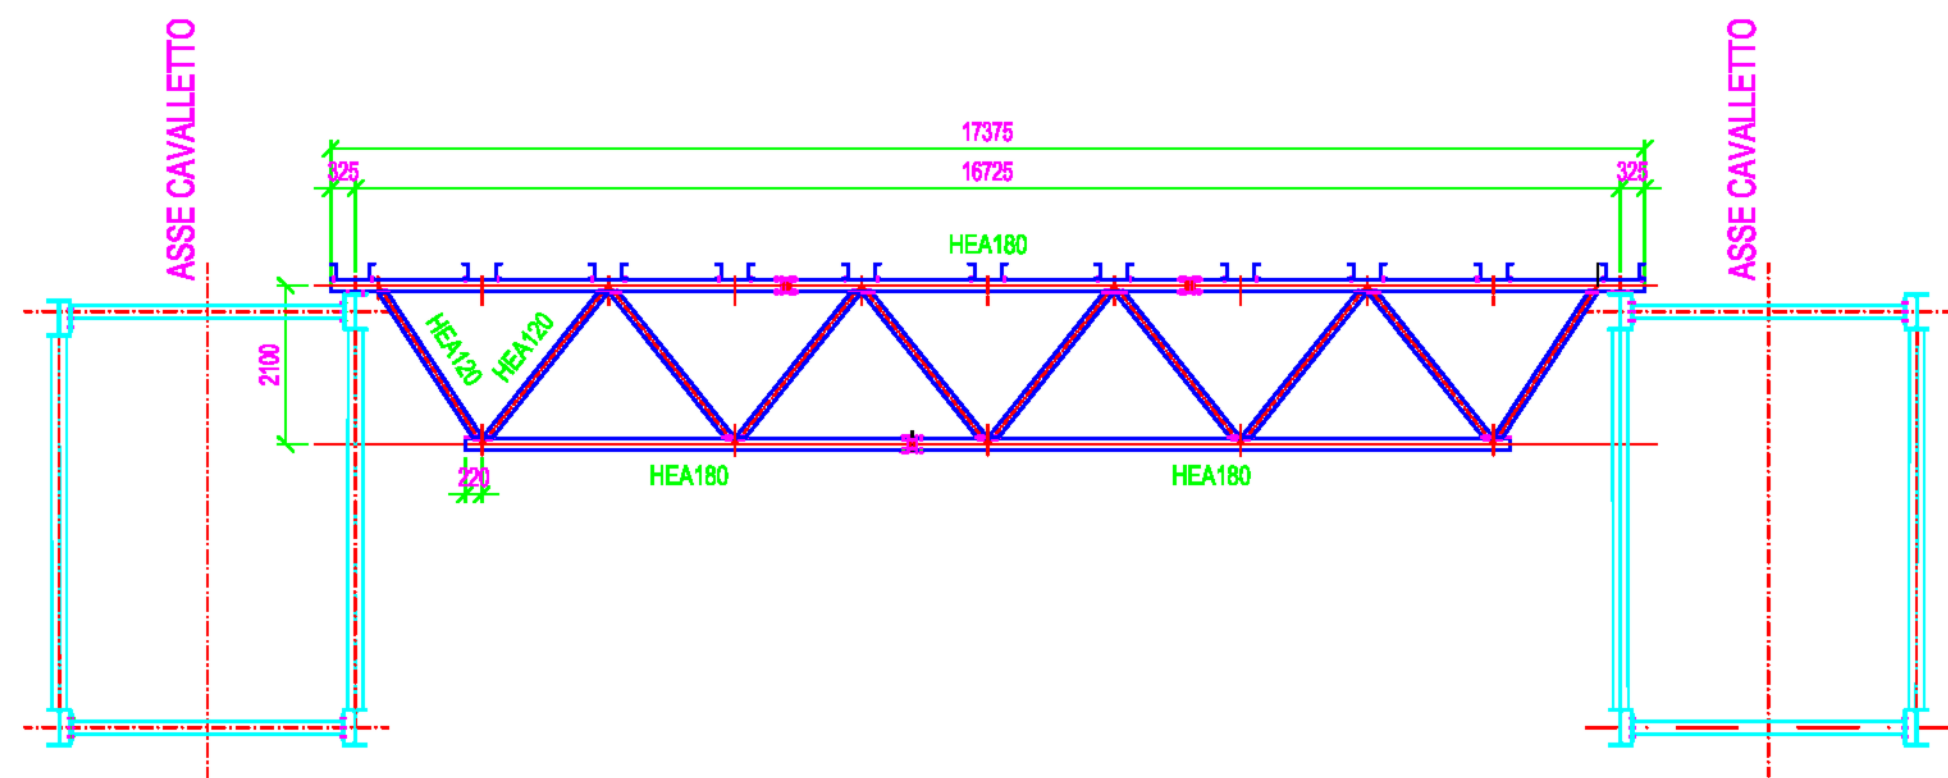 ASSE CAVALLETTO
ASSE CAVALLETTO
17375
325
16725
325
HEA180
HEA120
HEA120
2100
220
HEA180
HEA180